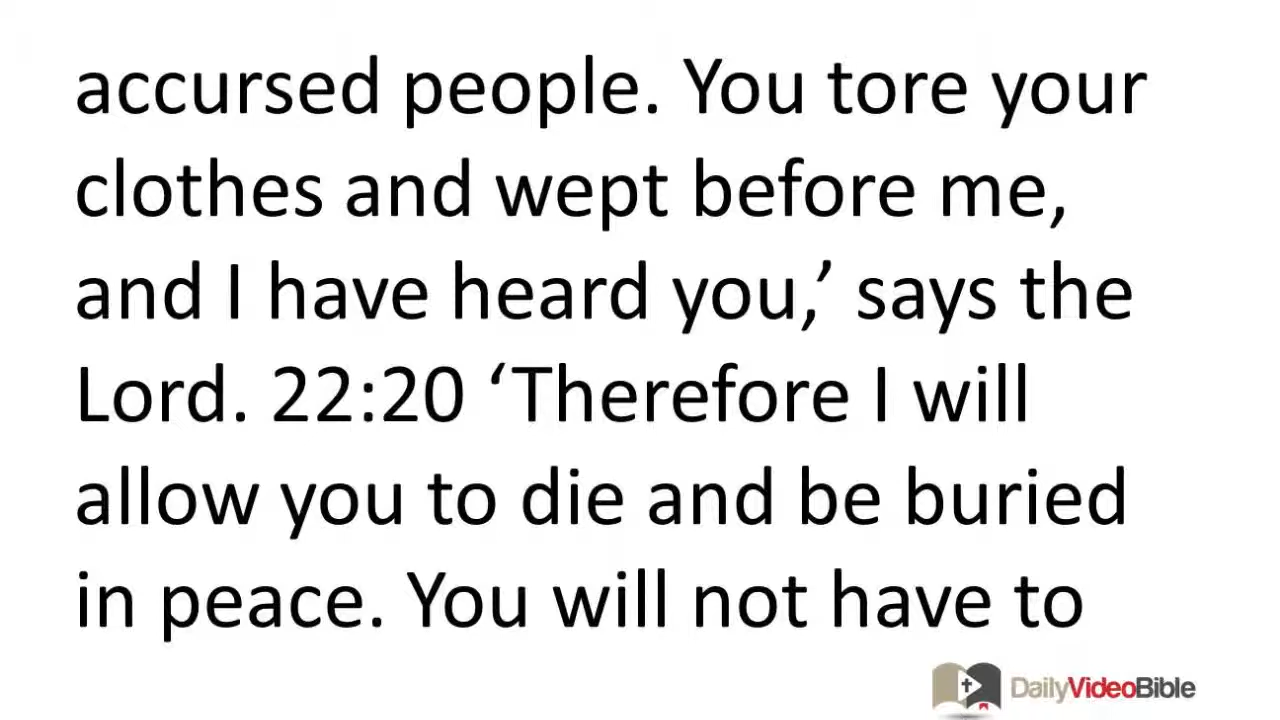 accursed people. You tore your
clothes and wept before me,
and I have heard you,’ says the
Lord. 22:20 ‘Therefore I will
allow you to die and be buried
in peace. You will not have to
DailyVideoBible